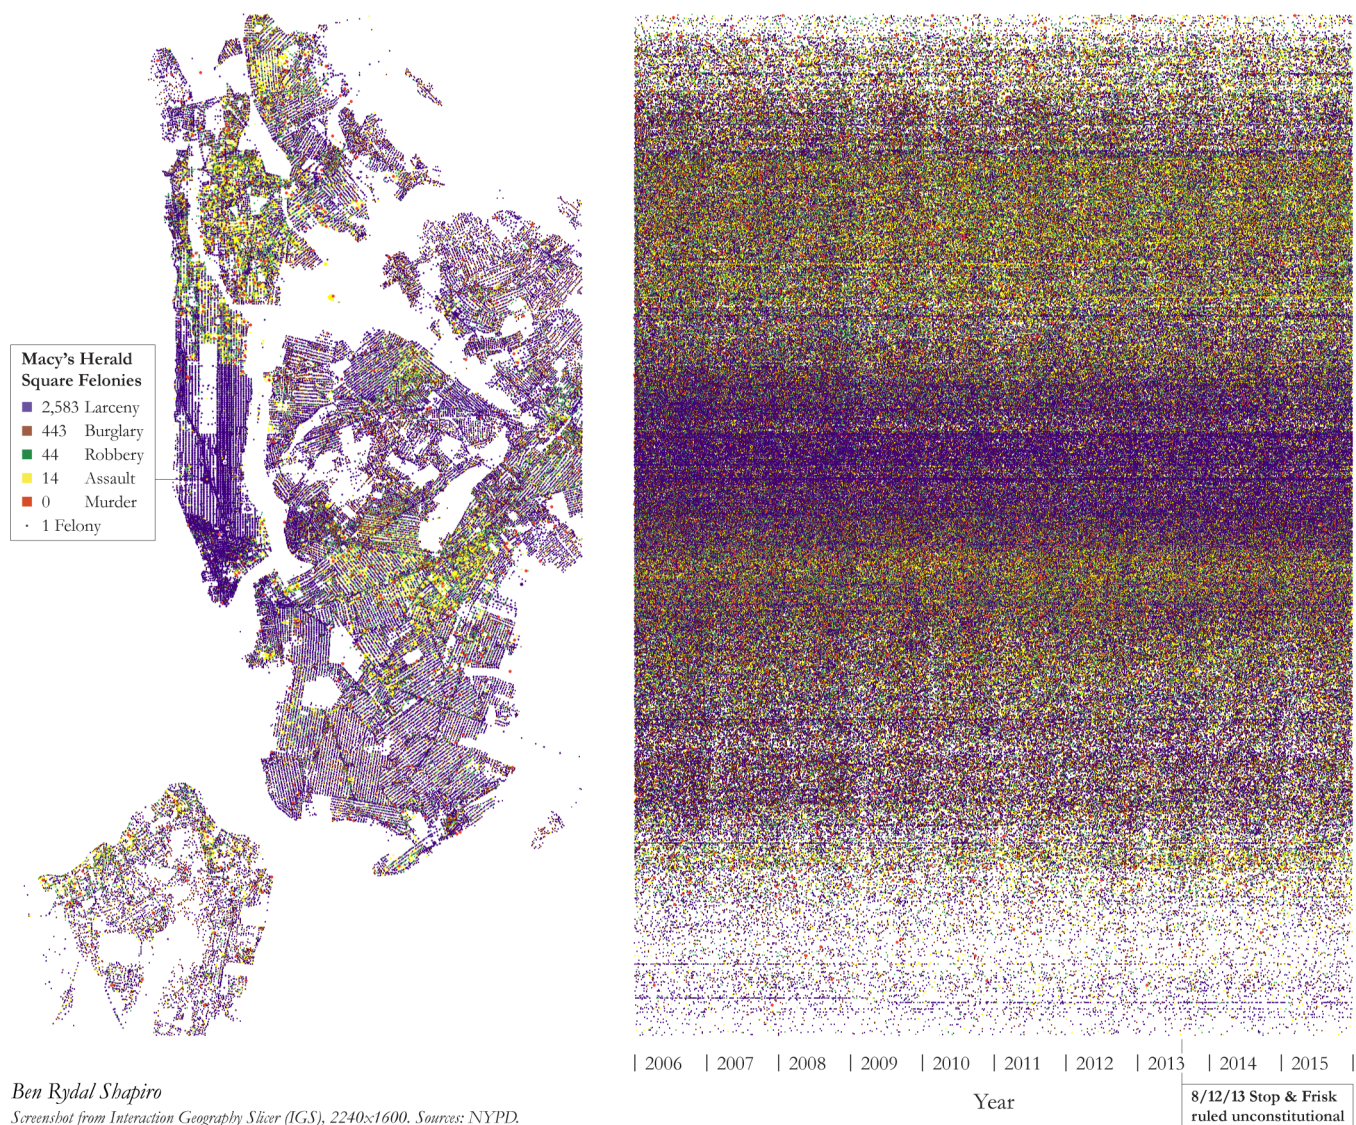 Macy's Herald
Square Felonies
2,583 Larceny
443 Burglary
44 Robbery
14 Assault
0 Murder
1 Felony
2006 2007 2008 2009 2010 2011 2012 2013 2014 2015
Year
8/12/13 Stop & Frisk
ruled unconstitutional
Ben Rydal Shapiro
Screenshot from Interaction Geography Slicer (IGS), 2240x1600. Sources: NYPD.